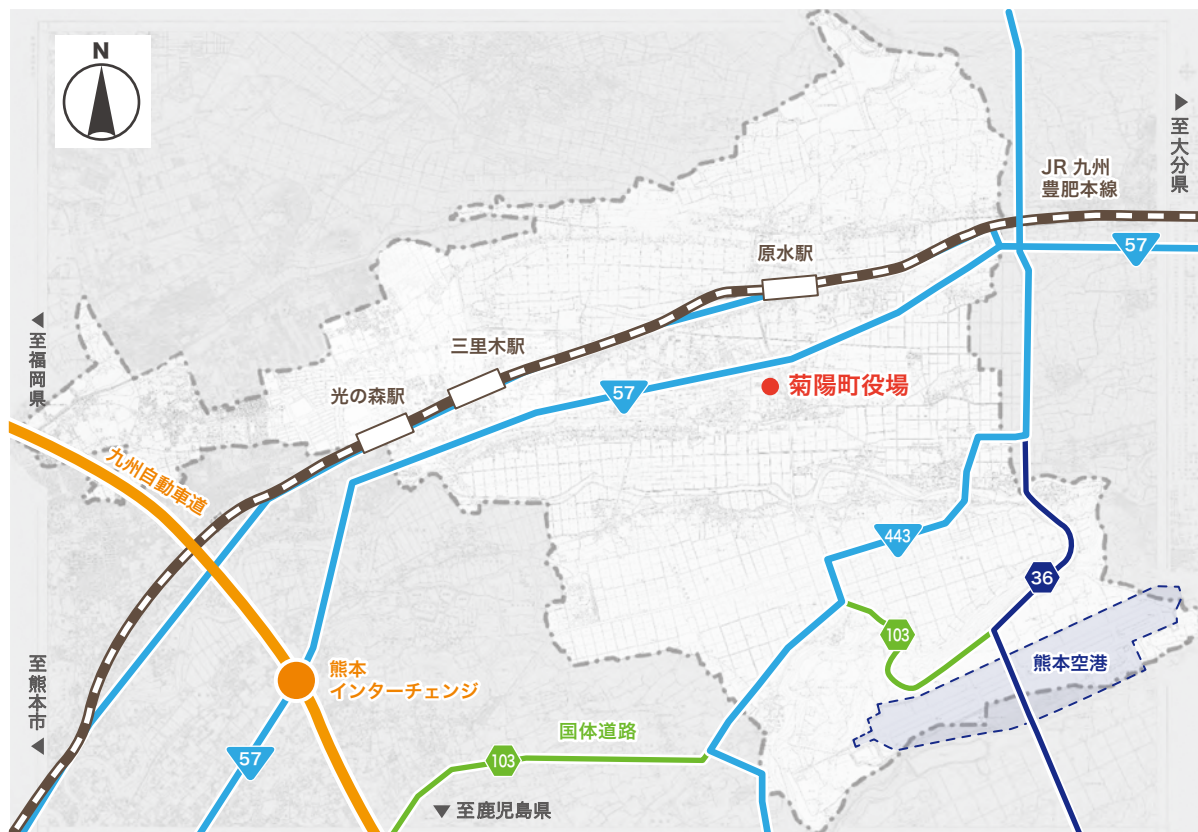 N
至大分県
JR 九州
豊肥本線
57
原水駅
至福岡県
三里木駅
光の森駅
57
菊陽町役場
九州自動車道
443
36
103
熊本空港
至熊本市
熊本
インターチェンジ
国体道路
57
103
至鹿児島県